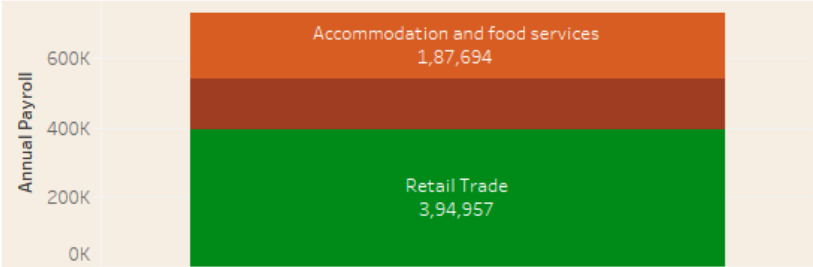 Annual Payroll
600K
400K
200K
0K
Accommodation and food services
1,87,694
Retail Trade
3,94,957